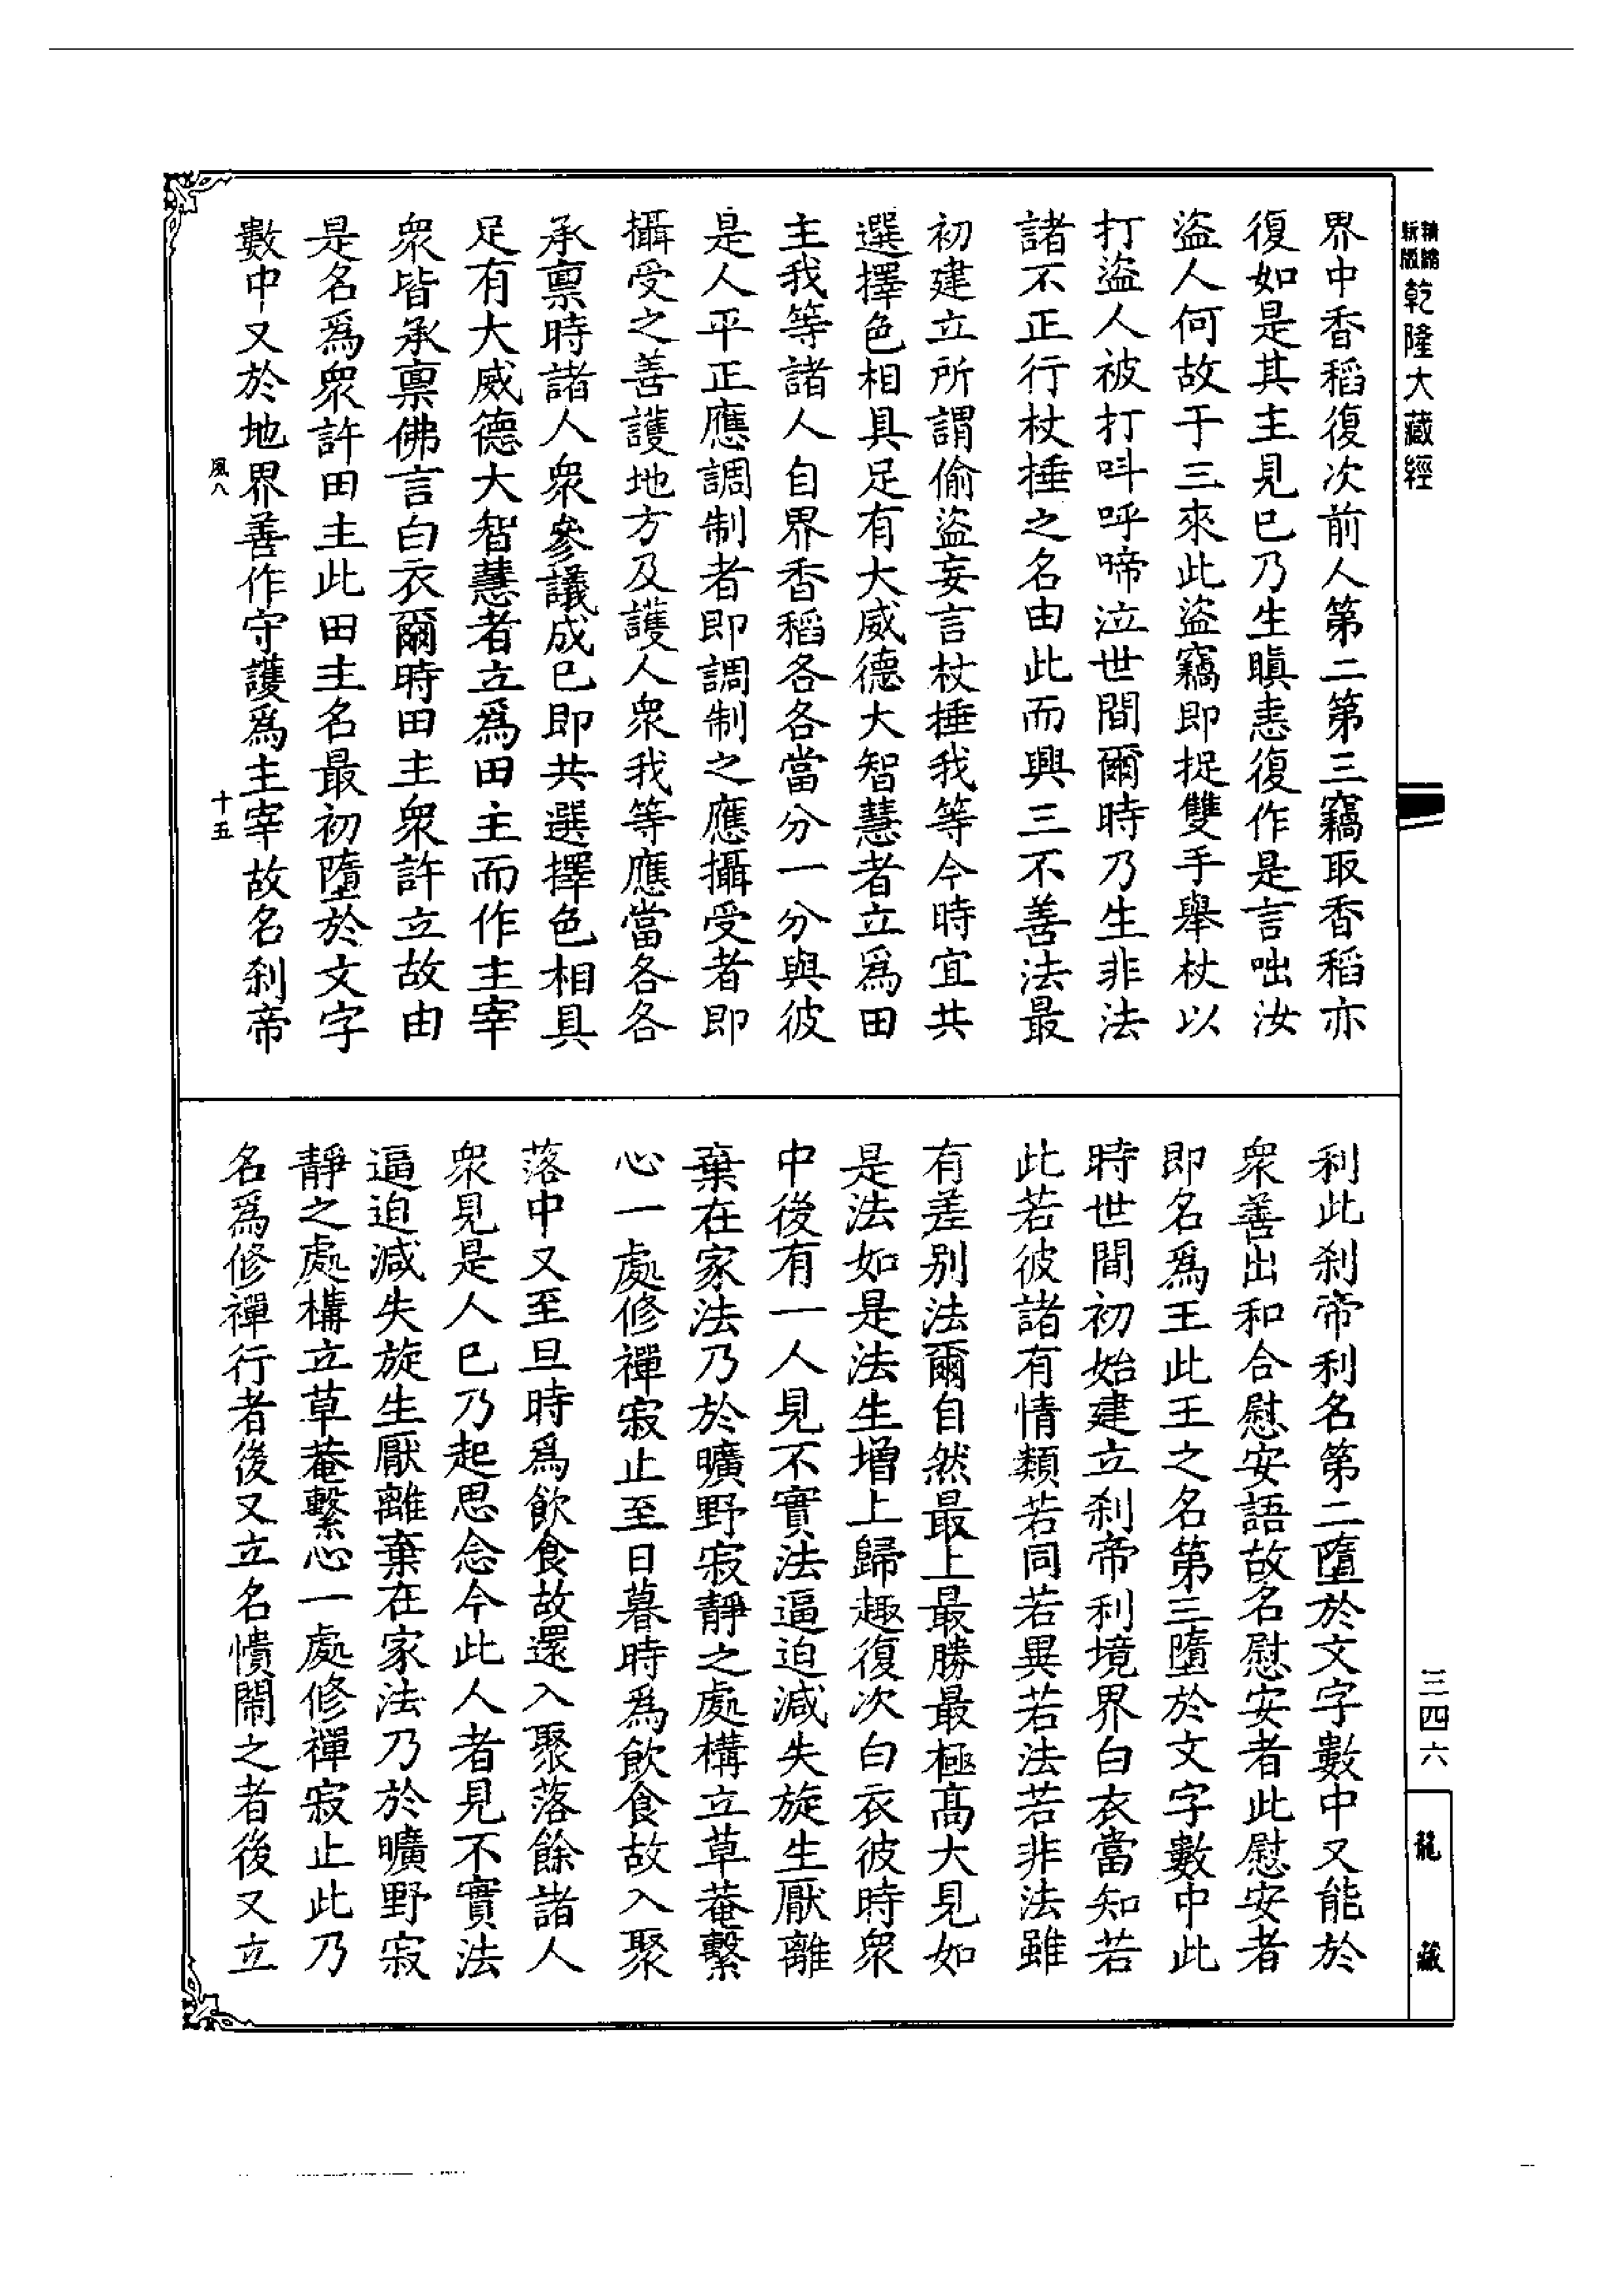 精緻新版乾隆大藏經
界中香稻復次前人第二第三竊取香稻亦
復如是其主見已乃生瞋恚復作是言咄汝
盜人何故于三來此盜竊即捉雙手舉杖以
打盜人被打呌呼啼泣世間爾時乃生非法
諸不正行杖捶之名由此而興三不善法最
初建立所謂偷盜妄言杖捶我等今時宜共
選擇色相具足有大威德大智慧者立爲田
主我等諸人自界香稻各各當分一分與彼
是人平正應調制者即調制之應攝受者即
攝受之善護地方及護人衆我等應當各各
承禀時諸人衆參議成已即共選擇色相具
足有大威德大智慧者立爲田主而作主宰
衆皆承禀佛言白衣爾時田主衆許立故由
是名爲衆許田主此田主名最初墮於文字
數中又於地界善作守護爲主宰故名刹帝
風八
十五
利此刹帝利名第二墮於文字數中又能於
衆善出和合慰安語故名慰安者此慰安者
即名爲王此王之名第三墮於文字數中此
時世間初始建立刹帝利境界白衣當知若
此若彼諸有情類若同若異若法若非法雖
有差別法爾自然最上最勝最極高大見如
是法如是法生增上歸趣復次白衣彼時衆
中後有一人見不實法逼迫減失旋生厭離
棄在家法乃於曠野寂靜之處構立草菴繫
心一處修禪寂止至日暮時爲飲食故入聚
落中又至旦時爲飲食故還入聚落餘諸人
衆見是人已乃起思念今此人者見不實法
逼迫減失旋生厭離棄在家法乃於曠野寂
靜之處構立草菴繫心一處修禪寂止此乃
名爲修禪行者後又立名憒鬧之者後又立
三四六
龍藏